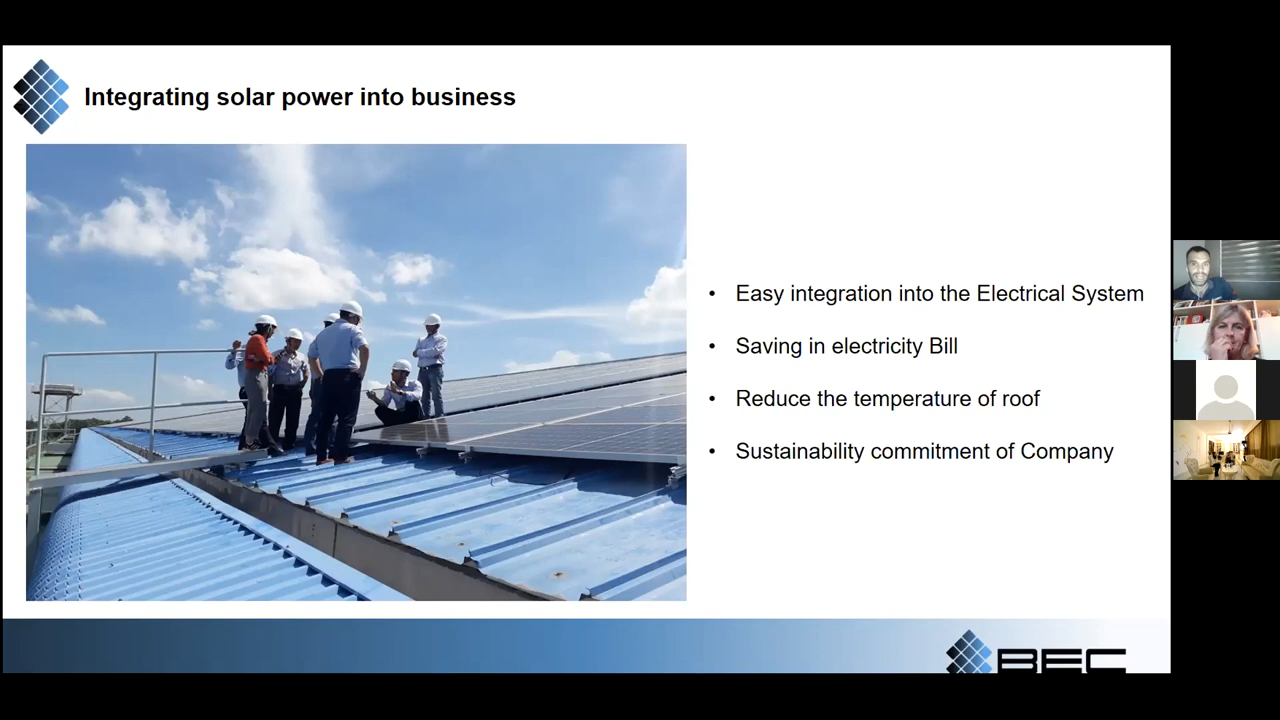 Integrating solar power into business
Easy integration into the Electrical System
Saving in electricity Bill
Reduce the temperature of roof
Sustainability commitment of Company
BEC